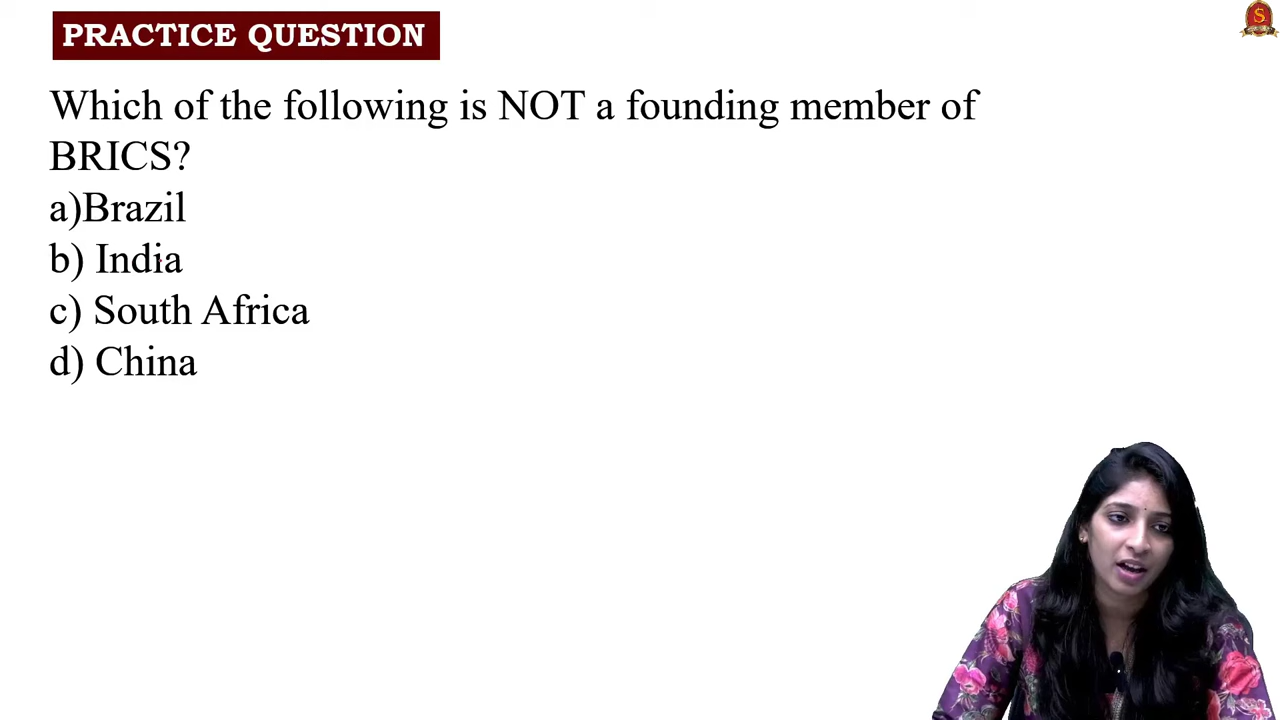 PRACTICE QUESTION
Which of the following is NOT a founding member of
BRICS?
a)Brazil
b) India
c) South Africa
d) China
S